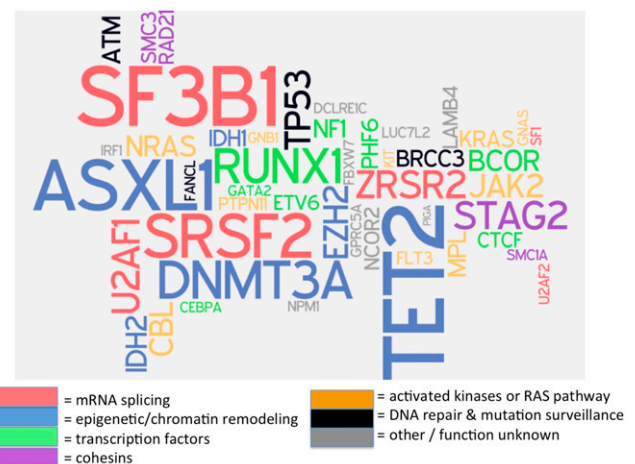 ATM
SMC3
RAD21
SF3B1
TP53
DCLRE1C
NF1
PHF6
LUC7L2
LAMB4
KRAS
GNAS
SF1
IRF1
NRAS
IDH1
GNB1
FBXW7
KIT
BRCC3
BCOR
RUNX1
ASXL1
FANCL
GATA2
PTPN11
ETV6
ZRSR2
JAK2
EZH2
GPRC5A
NCOR2
TET2
PIGA
STAG2
U2AF1
SRSF2
MPL
CTCF
FLT3
SMC1A
DNMT3A
U2AF2
CEBPA
NPM1
IDH2
CBL
= mRNA splicing
= epigenetic/chromatin remodeling
= transcription factors
= cohesins
= activated kinases or RAS pathway
= DNA repair & mutation surveillance
= other / function unknown